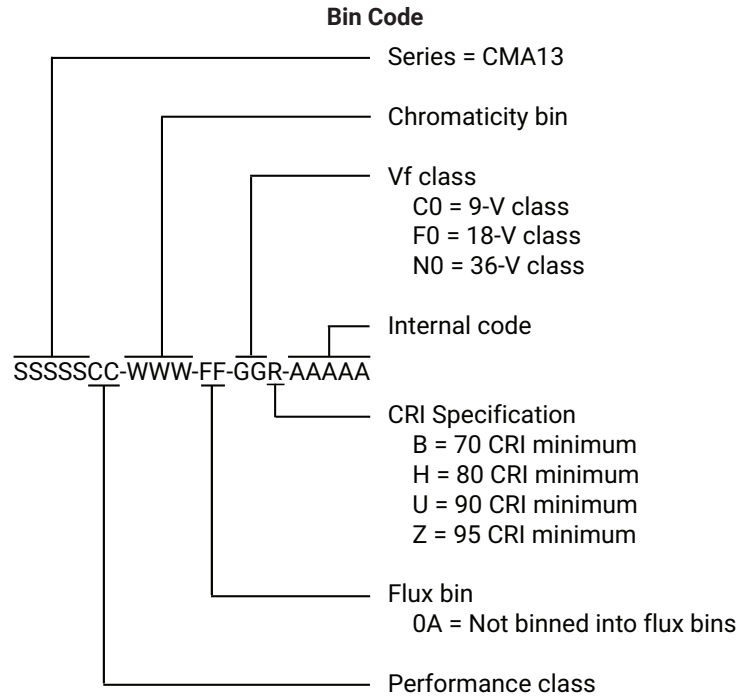 Bin Code
Series = CMA13
Chromaticity bin
Vf class
C0 = 9-V class
F0 = 18-V class
N0 = 36-V class
Internal code
SSSSSCC-WWW-FF-GGR-AAAAA
CRI Specification
B = 70 CRI minimum
H = 80 CRI minimum
U = 90 CRI minimum
Z = 95 CRI minimum
Flux bin
0A = Not binned into flux bins
Performance class